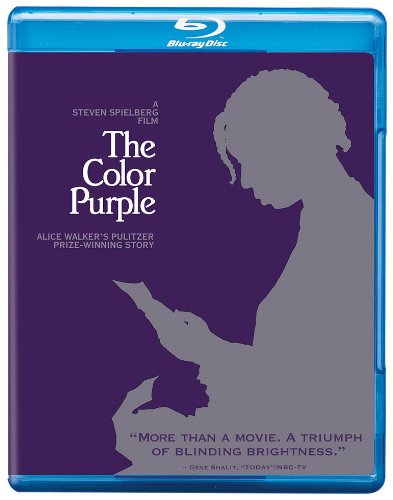 Blu-ray Disc
A
STEVEN SPIELBERG
FILM
The
Color
Purple
ALICE WALKER'S PULITZER
PRIZE-WINNING STORY
“MORE THAN A MOVIE. A TRIUMPH
OF BLINDING BRIGHTNESS.”
– GENE SHALIT, “TODAY”/NBC-TV